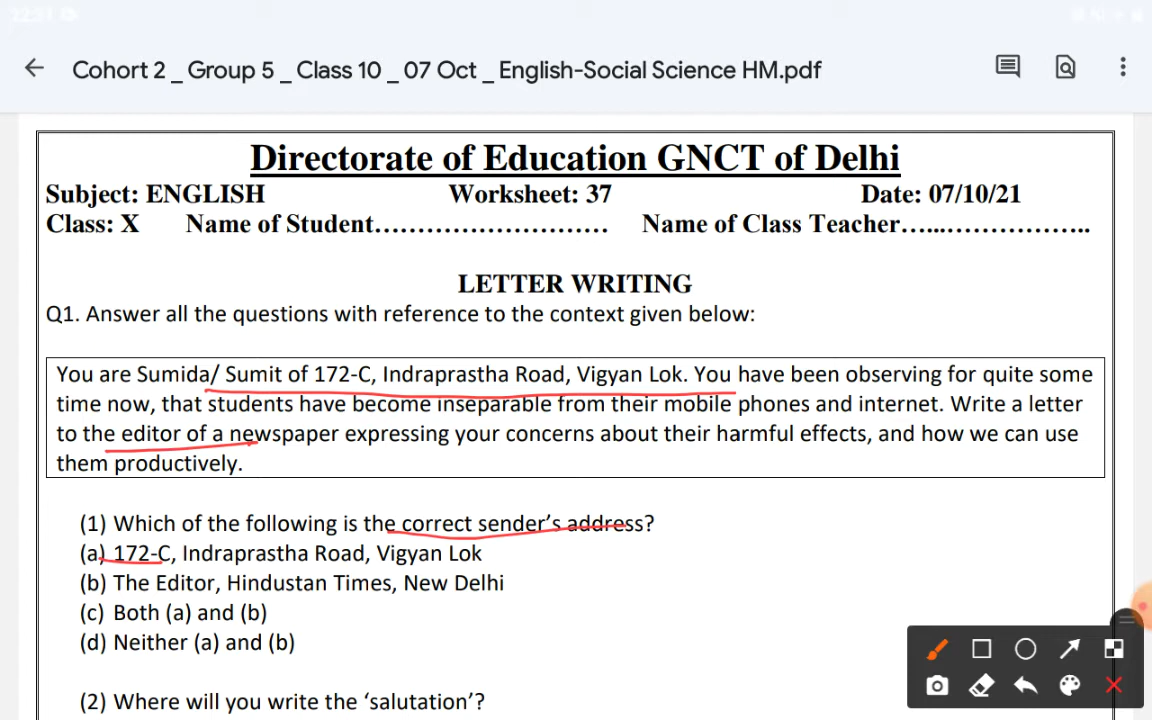 Cohort 2 _ Group 5 _ Class 10 _ 07 Oct _ English-Social Science HM.pdf
Directorate of Education GNCT of Delhi
Subject: ENGLISH Worksheet: 37 Date: 07/10/21
Class: X Name of Student……………………… Name of Class Teacher…...……………..
LETTER WRITING
Q1. Answer all the questions with reference to the context given below:
You are Sumida/ Sumit of 172-C, Indraprastha Road, Vigyan Lok. You have been observing for quite some
time now, that students have become inseparable from their mobile phones and internet. Write a letter
to the editor of a newspaper expressing your concerns about their harmful effects, and how we can use
them productively.
(1) Which of the following is the correct sender's address?
(a) 172-C, Indraprastha Road, Vigyan Lok
(b) The Editor, Hindustan Times, New Delhi
(c) Both (a) and (b)
(d) Neither (a) and (b)
(2) Where will you write the 'salutation'?